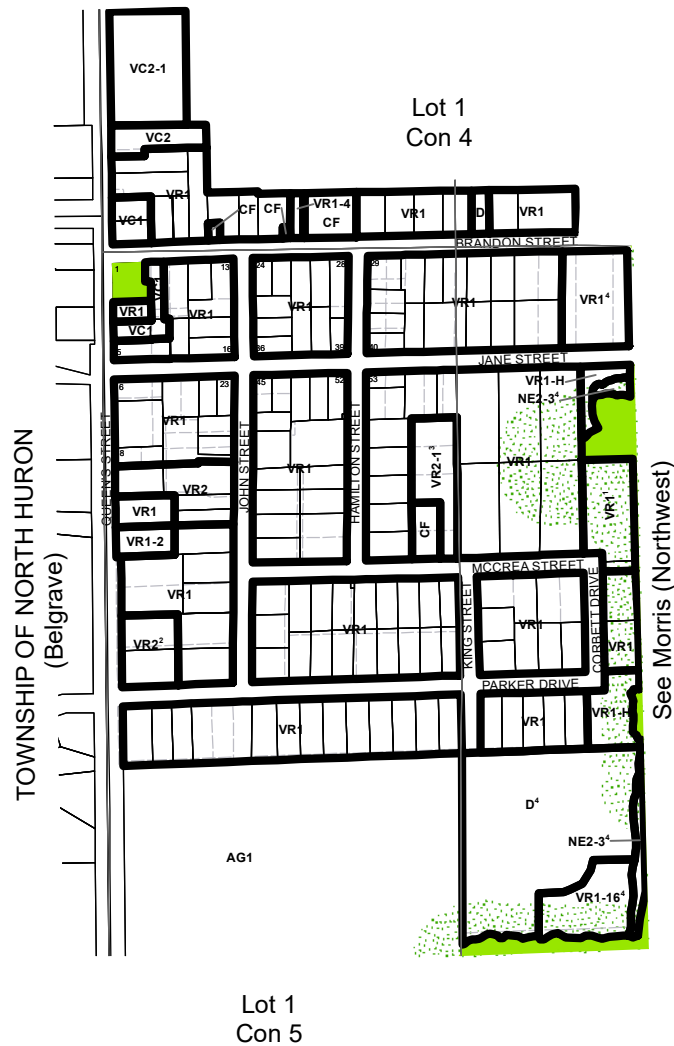 VC2-1
Lot 1
Con 4
VC2
VR1
VC1
CF
CF
VR1-4
CF
VR1
D
VR1
BRANDON STREET
1
VC1
13
24
28
29
VR1
VR1
VR1
VR1
VR1⁴
VC1
5
16
36
39
40
JANE STREET
6
23
45
52
53
VR1-H
NE2-3⁴
VR1
8
QUEEN'S STREET
JOHN STREET
HAMILTON STREET
VR2
VR1
VR2-1³
VR1
VR1¹
VR1
VR1-2
CF
MCCREA STREET
VR1
VR1
VR1
KING STREET
CORBETT DRIVE
VR2²
VR1
PARKER DRIVE
VR1
VR1
VR1-H
TOWNSHIP OF NORTH HURON
(Belgrave)
See Morris (Northwest)
D⁴
NE2-3⁴
AG1
VR1-16⁴
Lot 1
Con 5